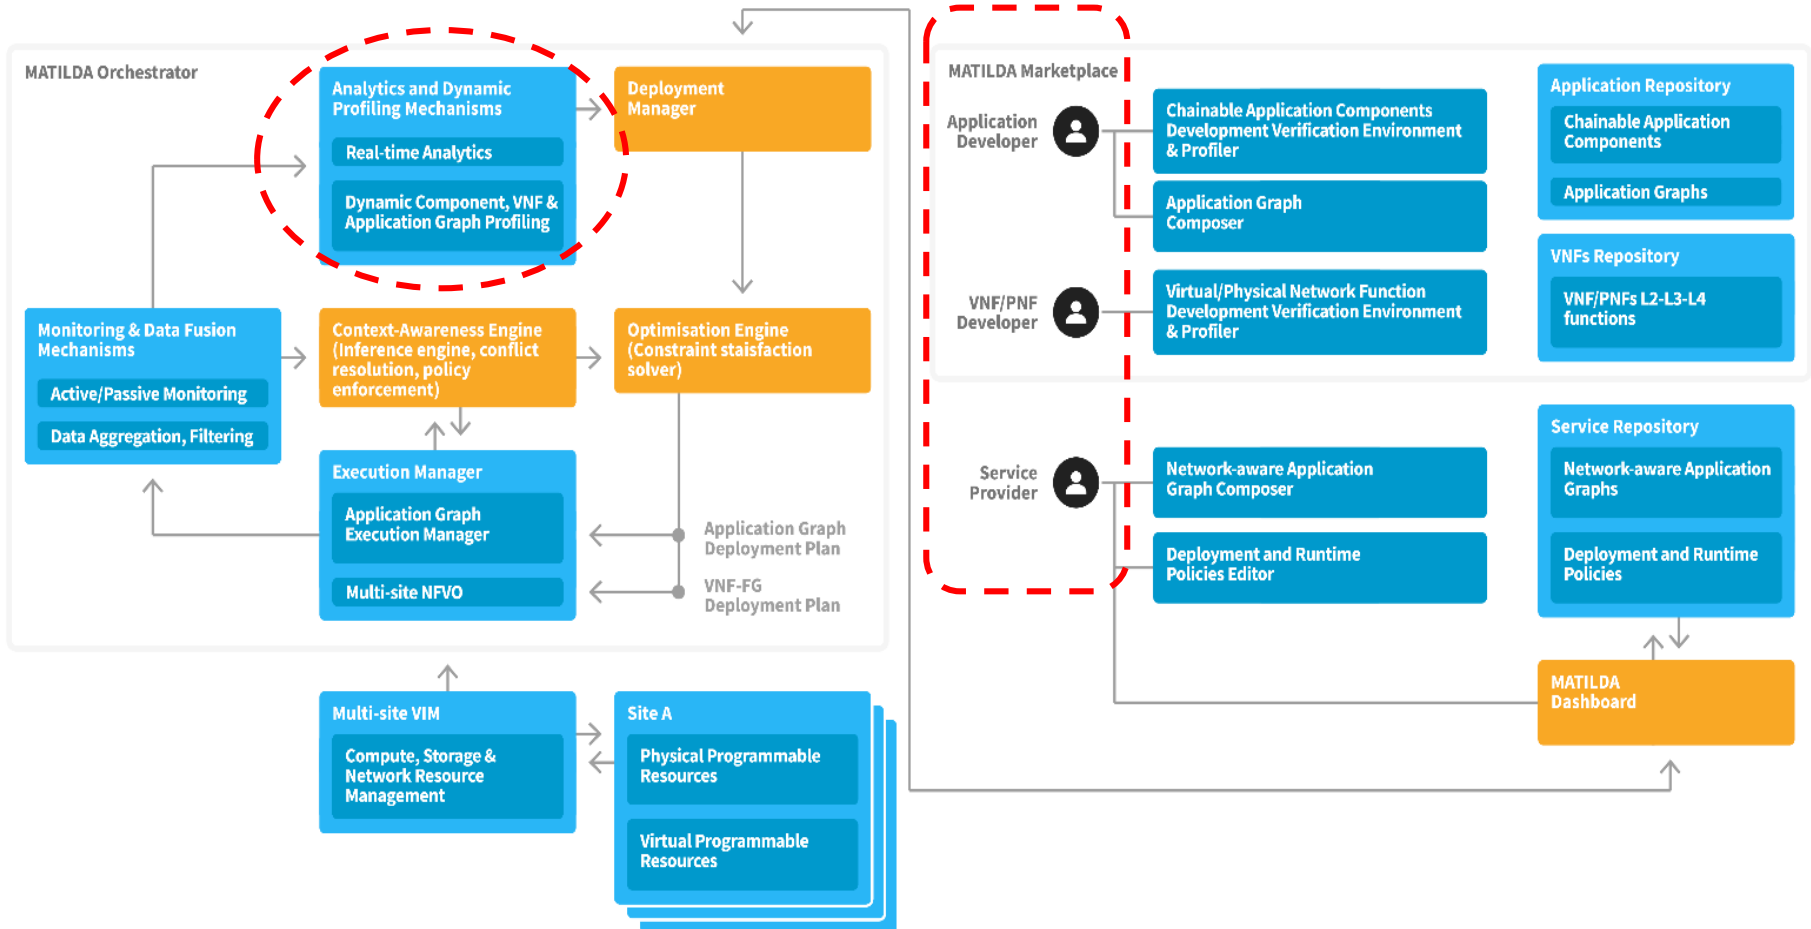 MATILDA Orchestrator
Analytics and Dynamic
Profiling Mechanisms
Real-time Analytics
Dynamic Component, VNF &
Application Graph Profiling
Deployment
Manager
Monitoring & Data Fusion
Mechanisms
Active/Passive Monitoring
Data Aggregation, Filtering
Context-Awareness Engine
(Inference engine, conflict
resolution, policy
enforcement)
Optimisation Engine
(Constraint staisfaction
solver)
Execution Manager
Application Graph
Execution Manager
Multi-site NFVO
Application Graph
Deployment Plan
VNF-FG
Deployment Plan
Multi-site VIM
Compute, Storage &
Network Resource
Management
Site A
Physical Programmable
Resources
Virtual Programmable
Resources
MATILDA Marketplace
Application
Developer
Chainable Application Components
Development Verification Environment
& Profiler
Application Graph
Composer
VNF/PNF
Developer
Virtual/Physical Network Function
Development Verification Environment
& Profiler
Application Repository
Chainable Application
Components
Application Graphs
VNFs Repository
VNF/PNFs L2-L3-L4
functions
Service
Provider
Network-aware Application
Graph Composer
Deployment and Runtime
Policies Editor
Service Repository
Network-aware Application
Graphs
Deployment and Runtime
Policies
MATILDA
Dashboard